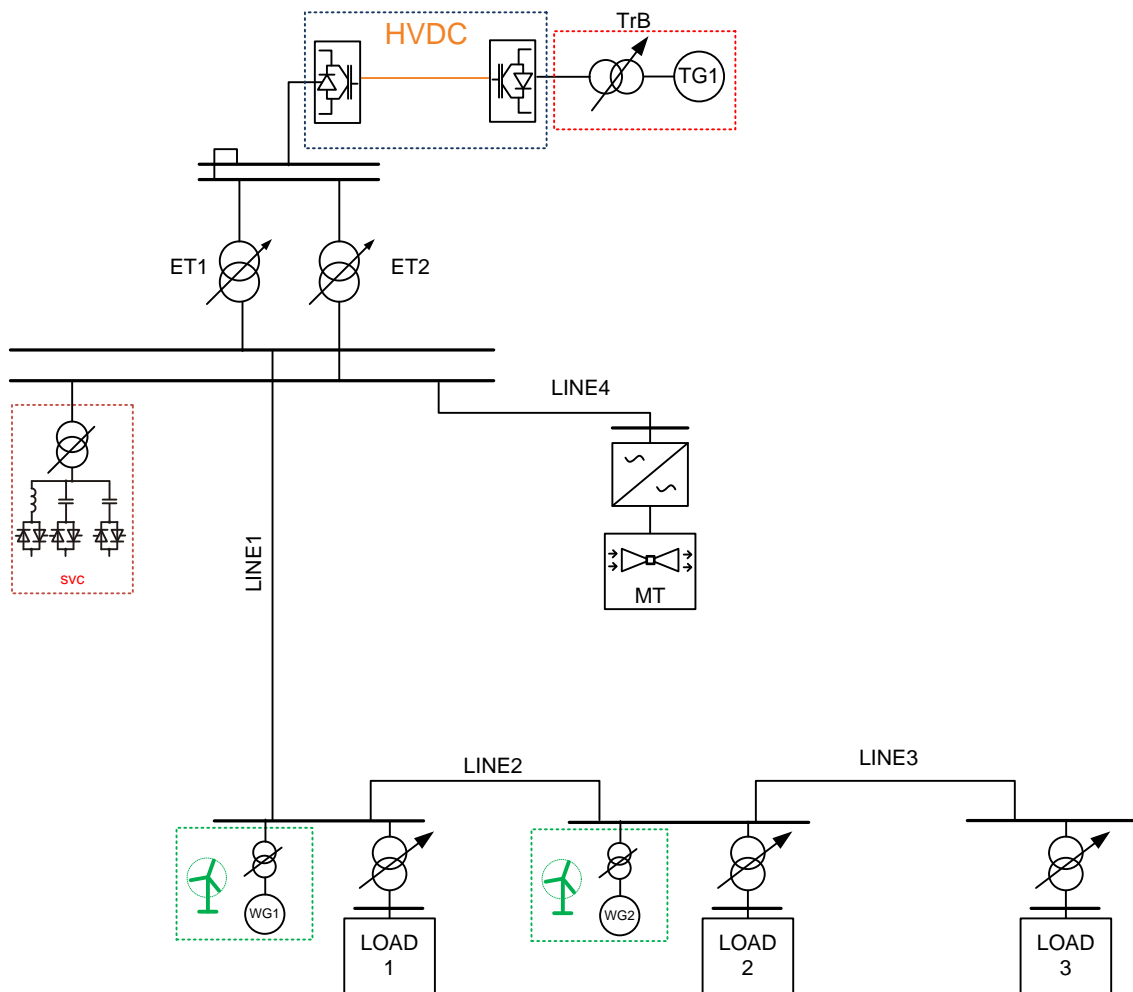 TrB
HVDC
TG1
ET1
ET2
LINE4
LINE1
svc
MT
LINE2
LINE3
WG1
WG2
LOAD
1
LOAD
2
LOAD
3